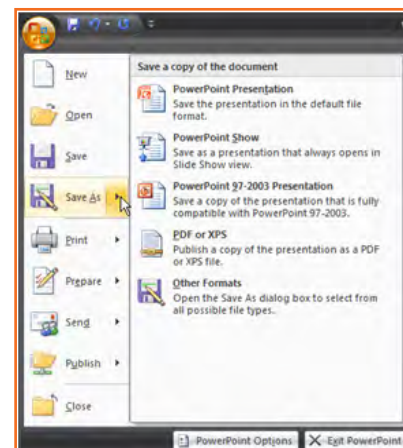 New
Open
Save
Save As
Print
Prepare
Send
Publish
Close
Save a copy of the document
PowerPoint Presentation
Save the presentation in the default file
format.
PowerPoint Show
Save as a presentation that always opens in
Slide Show view.
PowerPoint 97-2003 Presentation
Save a copy of the presentation that is fully
compatible with PowerPoint 97-2003.
PDF or XPS
Publish a copy of the presentation as a PDF
or XPS file.
Other Formats
Open the Save As dialog box to select from
all possible file types.
PowerPoint Options
Exit PowerPoint